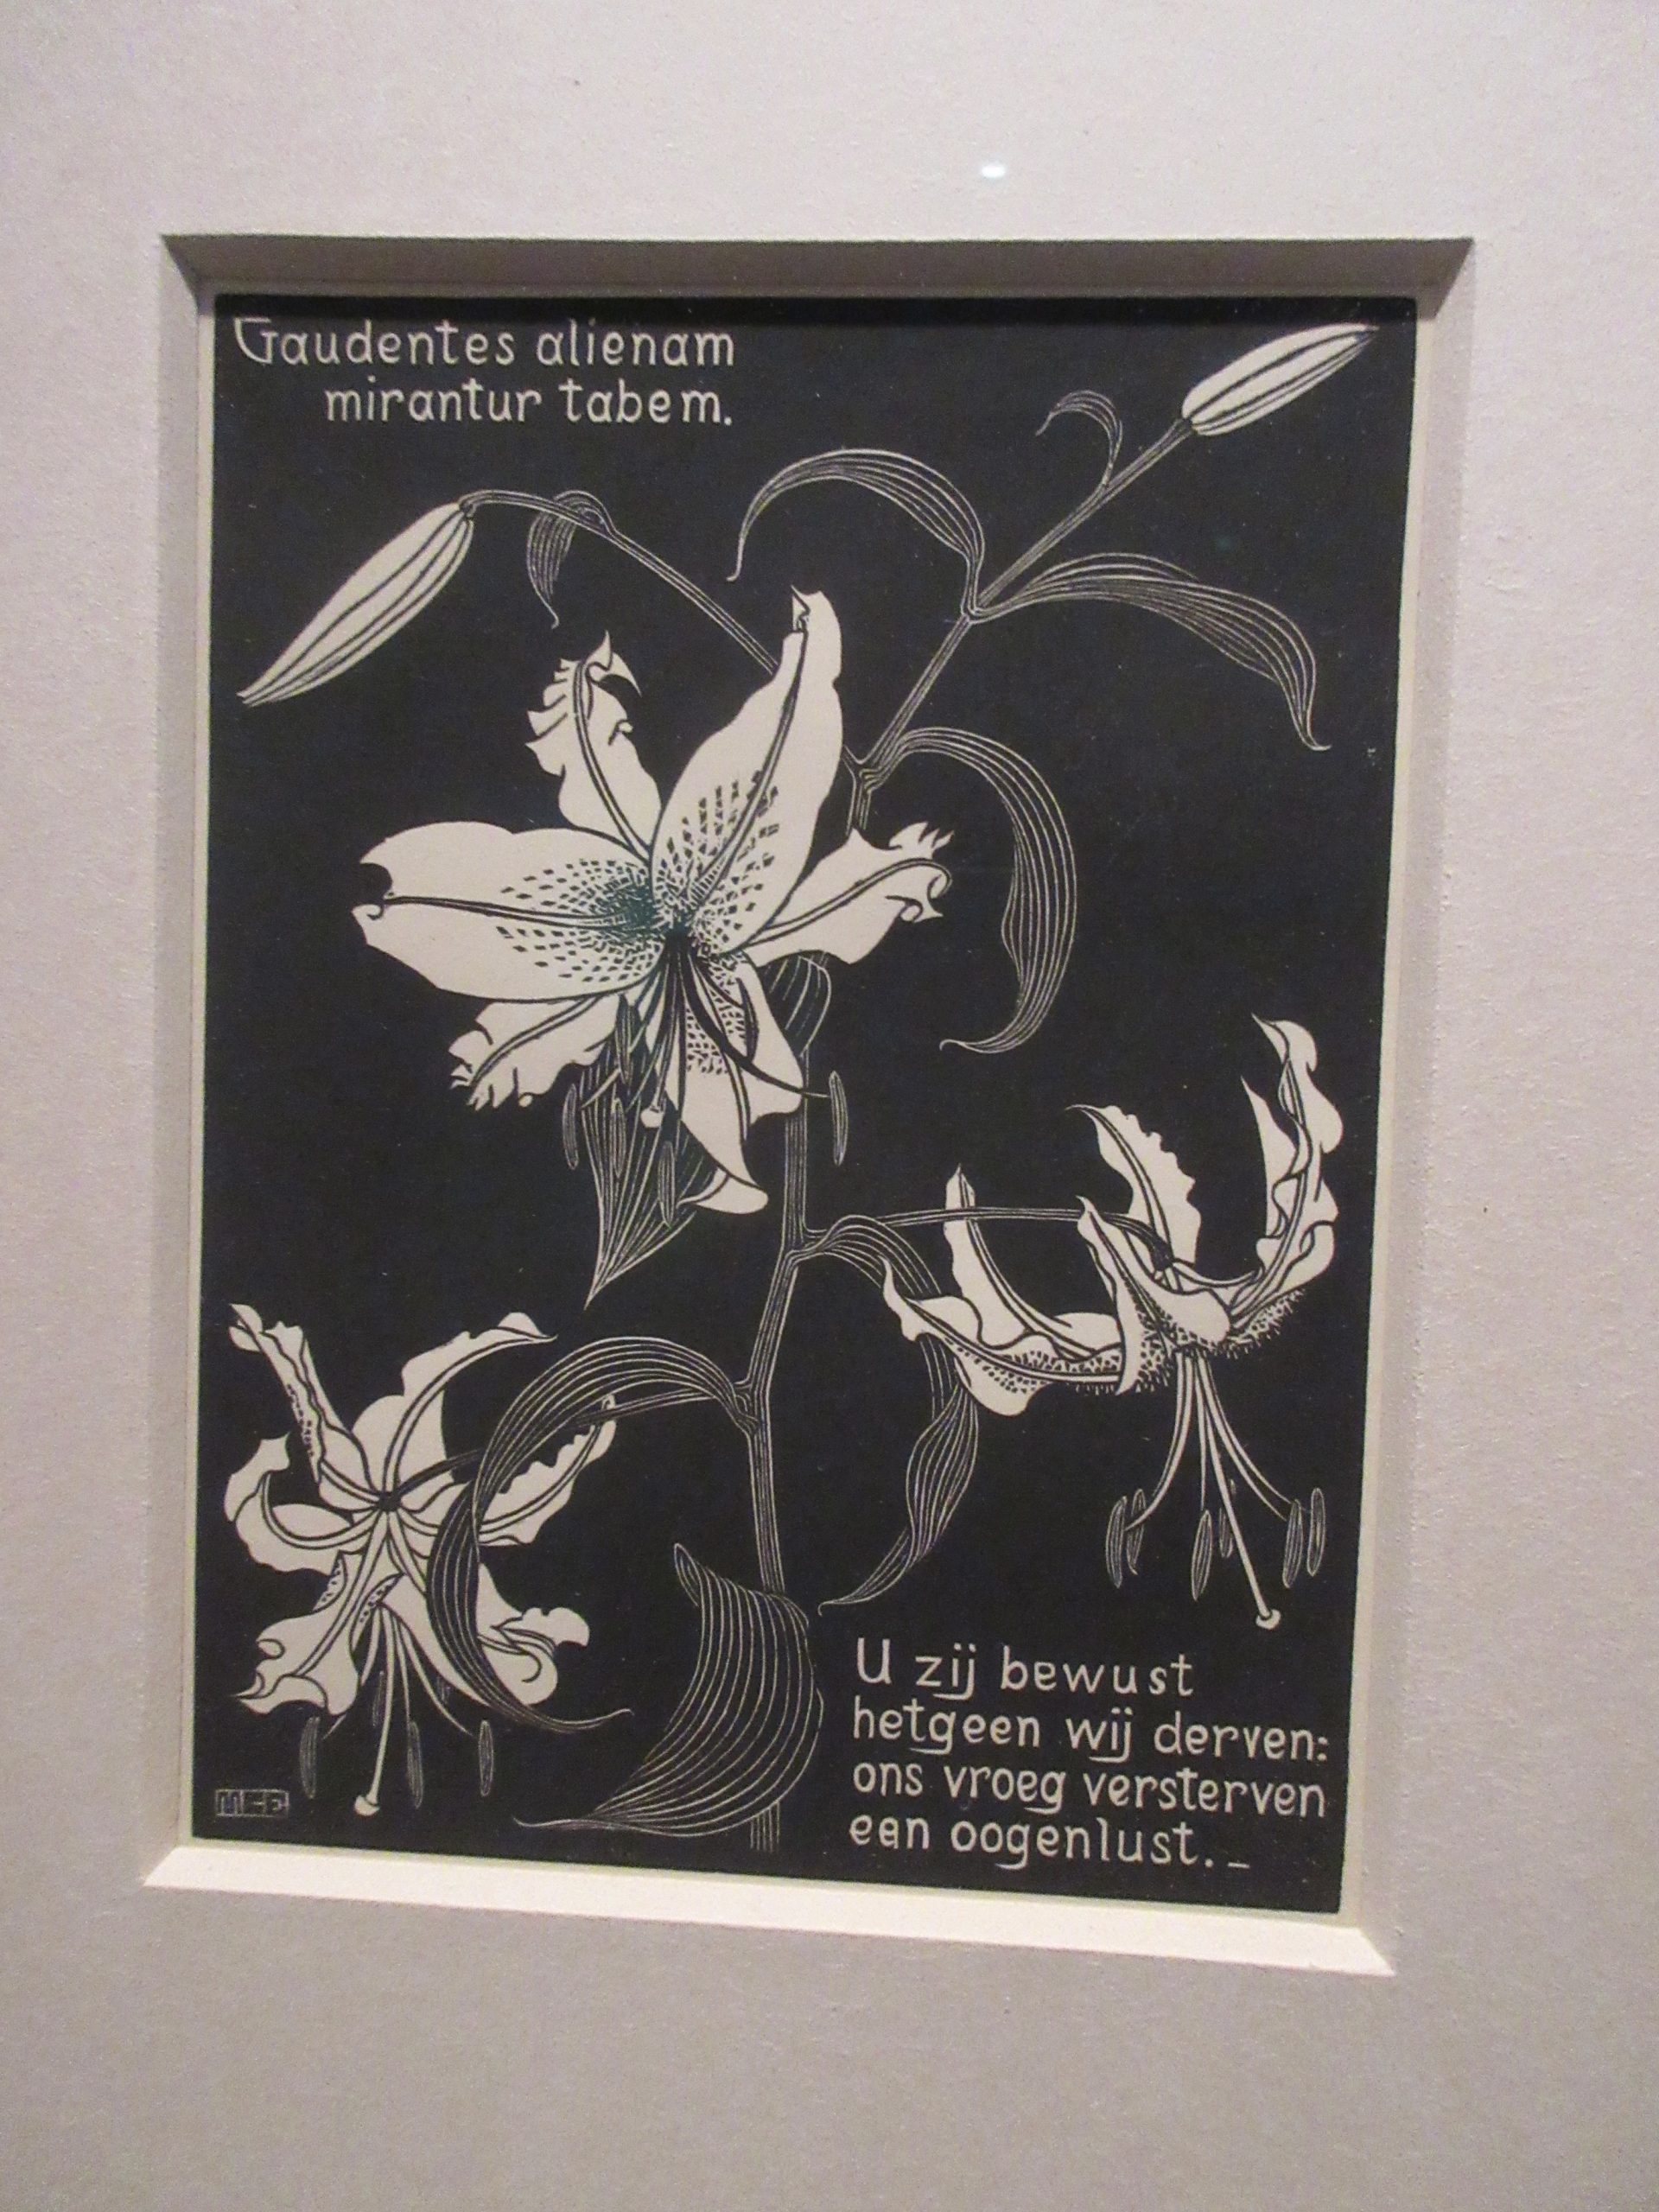 Gaudentes alienam
mirantur tabem.
U zij bewust
hetgeen wij derven:
ons vroeg versterven
een oogenlust._
MCE